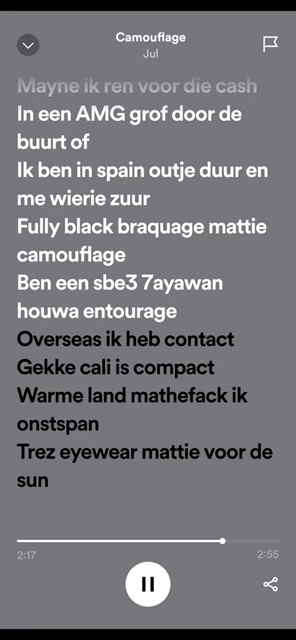 Camouflage
Jul
Mayne ik ren voor die cash
In een AMG grof door de
buurt of
Ik ben in spain outje duur en
me wierie zuur
Fully black braquage mattie
camouflage
Ben een sbe3 7ayawan
houwa entourage
Overseas ik heb contact
Gekke cali is compact
Warme land mathefack ik
onstspan
Trez eyewear mattie voor de
sun
2:17
2:55